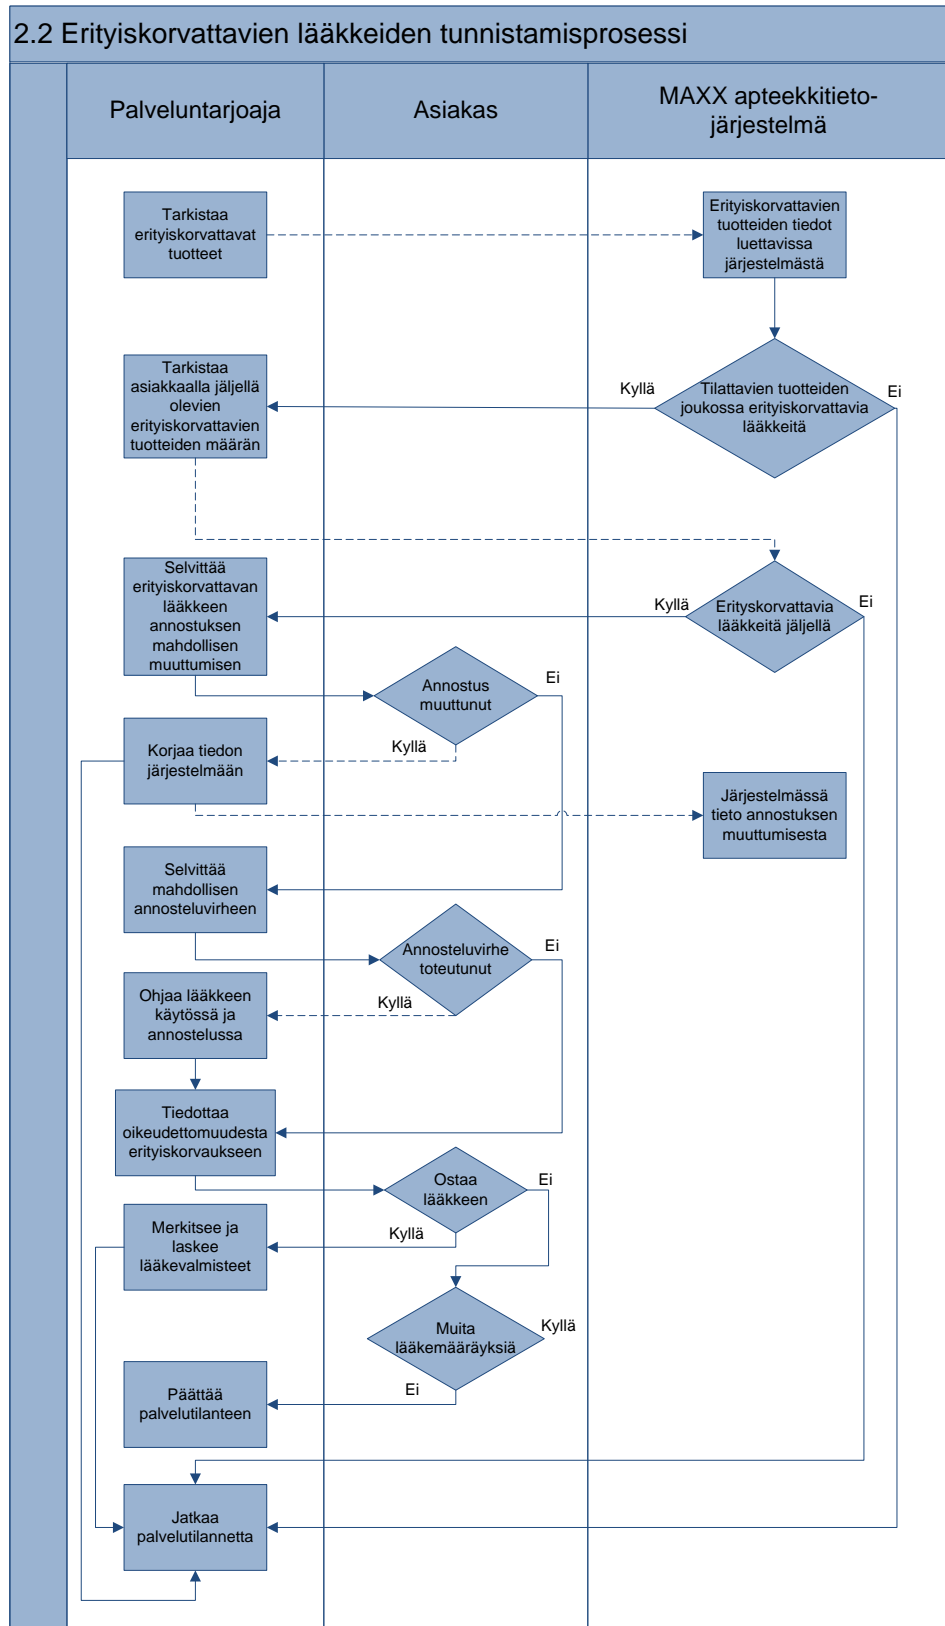 2.2 Erityiskorvattavien lääkkeiden tunnistamisprosessi
Palveluntarjoaja
Asiakas
MAXX apteekkitieto-
järjestelmä
Tarkistaa
erityiskorvattavat
tuotteet
Erityiskorvattavien
tuotteiden tiedot
luettavissa
järjestelmästä
Tarkistaa
asiakkaalla jäljellä
olevien
erityiskorvattavien
tuotteiden määrän
Kyllä
Tilattavien tuotteiden
joukossa erityiskorvattavia
lääkkeitä
Ei
Selvittää
erityiskorvattavan
lääkkeen
annostuksen
mahdollisen
muuttumisen
Kyllä
Erityskorvattavia
lääkkeitä jäljellä
Ei
Annostus
muuttunut
Ei
Kyllä
Korjaa tiedon
järjestelmään
Järjestelmässä
tieto annostuksen
muuttumisesta
Selvittää
mahdollisen
annosteluvirheen
Annosteluvirhe
toteutunut
Ei
Kyllä
Ohjaa lääkkeen
käytössä ja
annostelussa
Tiedottaa
oikeudettomuudesta
erityiskorvaukseen
Ostaa
lääkkeen
Ei
Kyllä
Merkitsee ja
laskee
lääkevalmisteet
Muita
lääkemääräyksiä
Kyllä
Ei
Päättää
palvelutilanteen
Jatkaa
palvelutilannetta